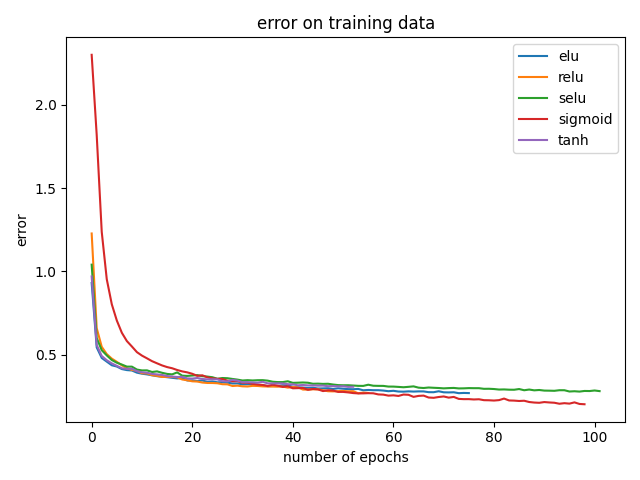 error on training data
elu
relu
selu
sigmoid
tanh
2.0
1.5
1.0
0.5
error
0
20
40
60
80
100
number of epochs